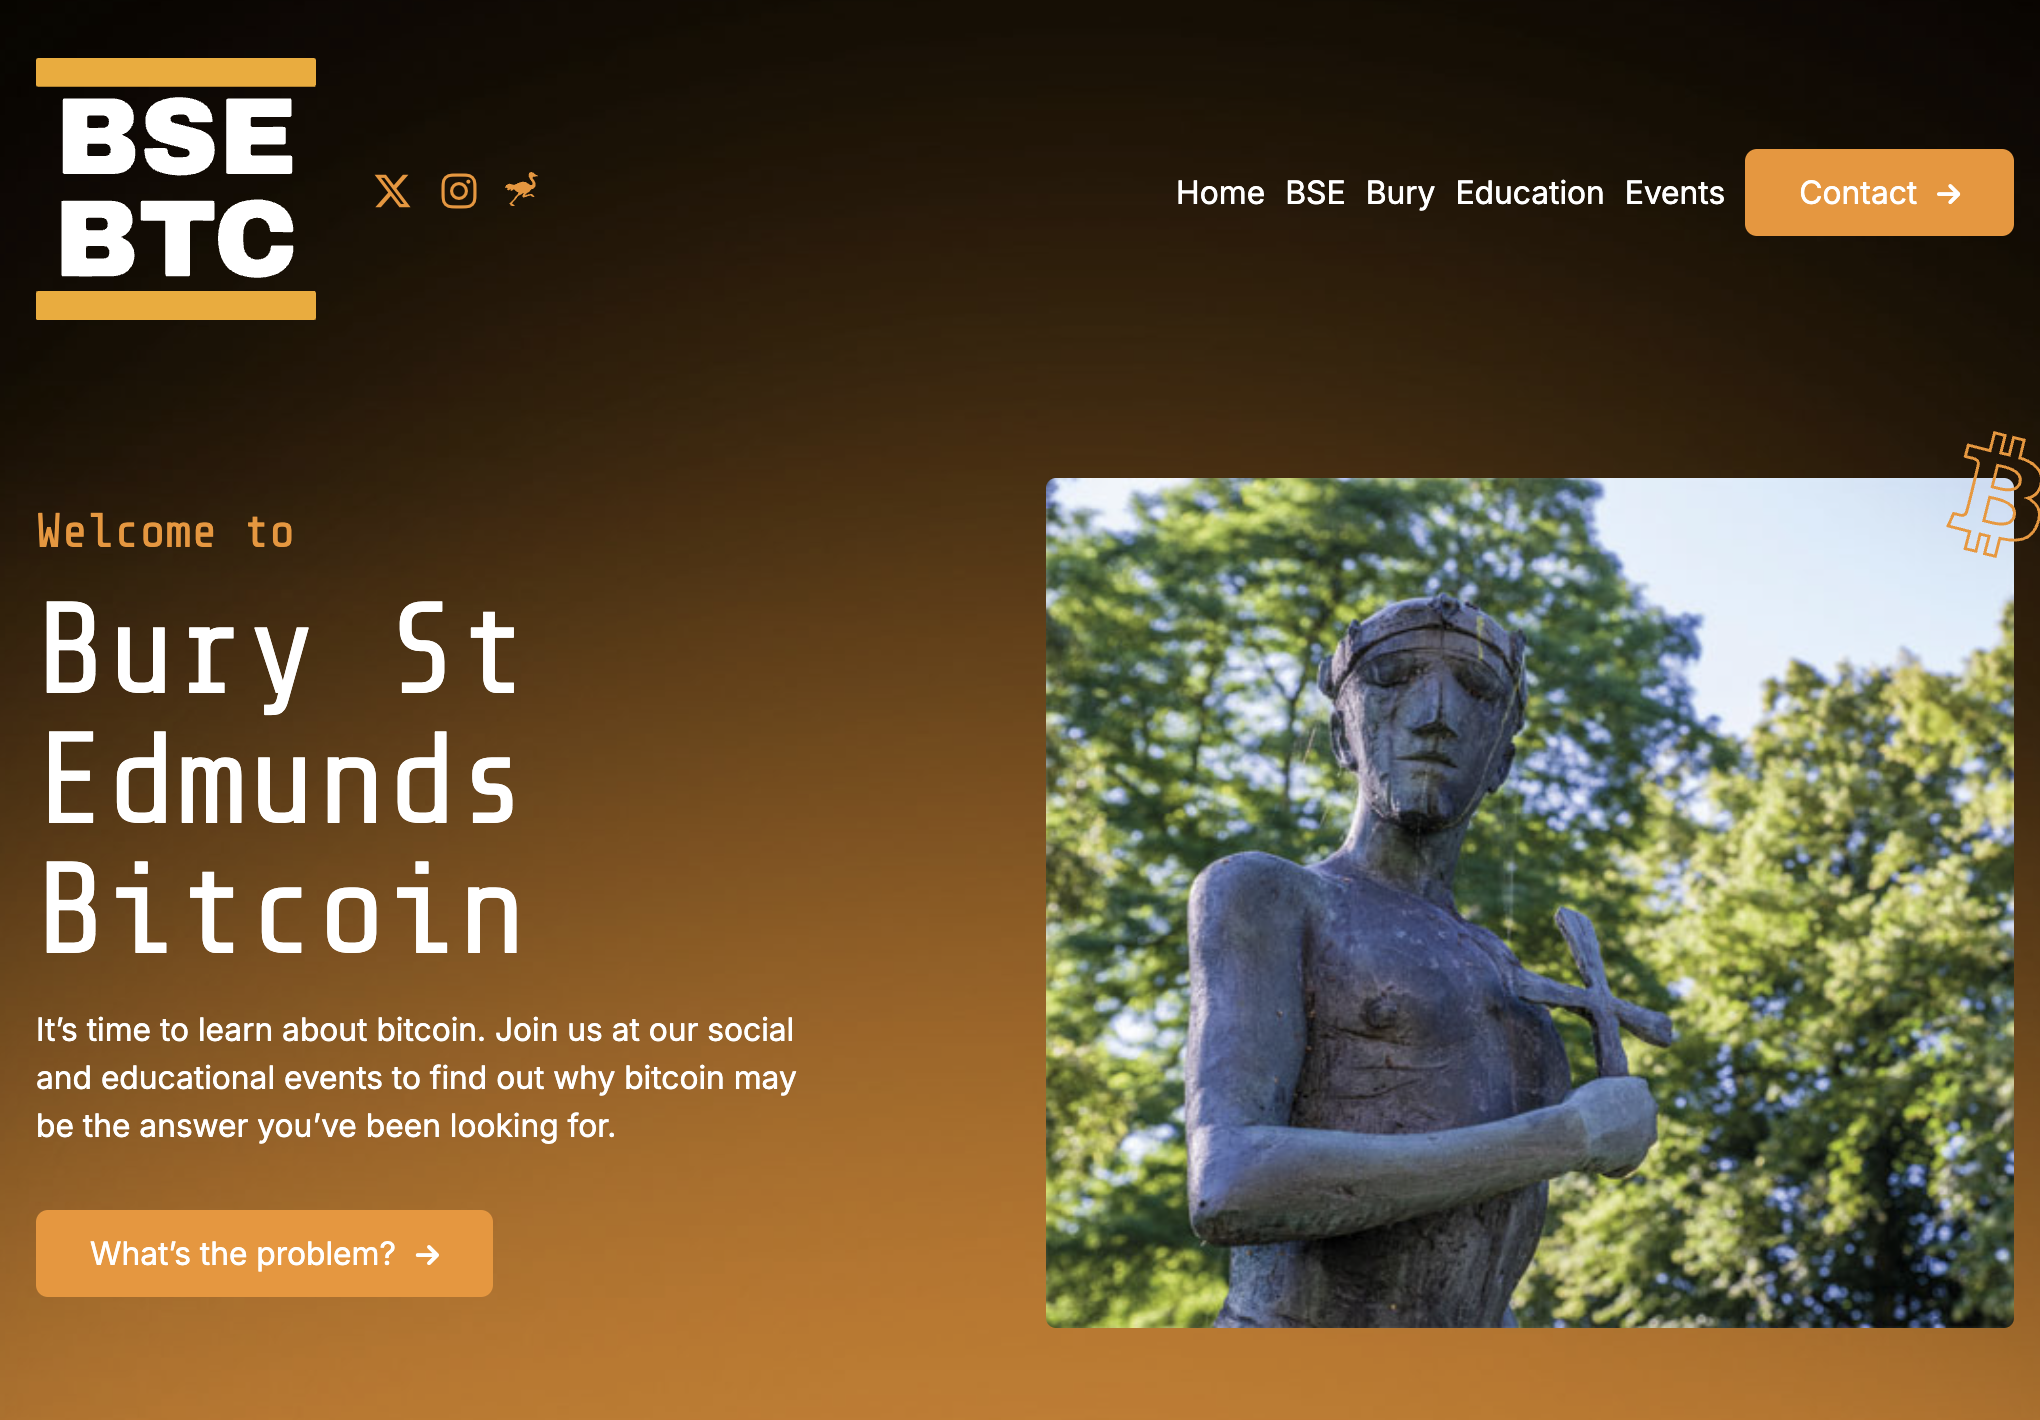 BSE
BTC
Home BSE Bury Education Events Contact →
Welcome to
Bury St
Edmunds
Bitcoin
It’s time to learn about bitcoin. Join us at our social
and educational events to find out why bitcoin may
be the answer you’ve been looking for.
What’s the problem? →